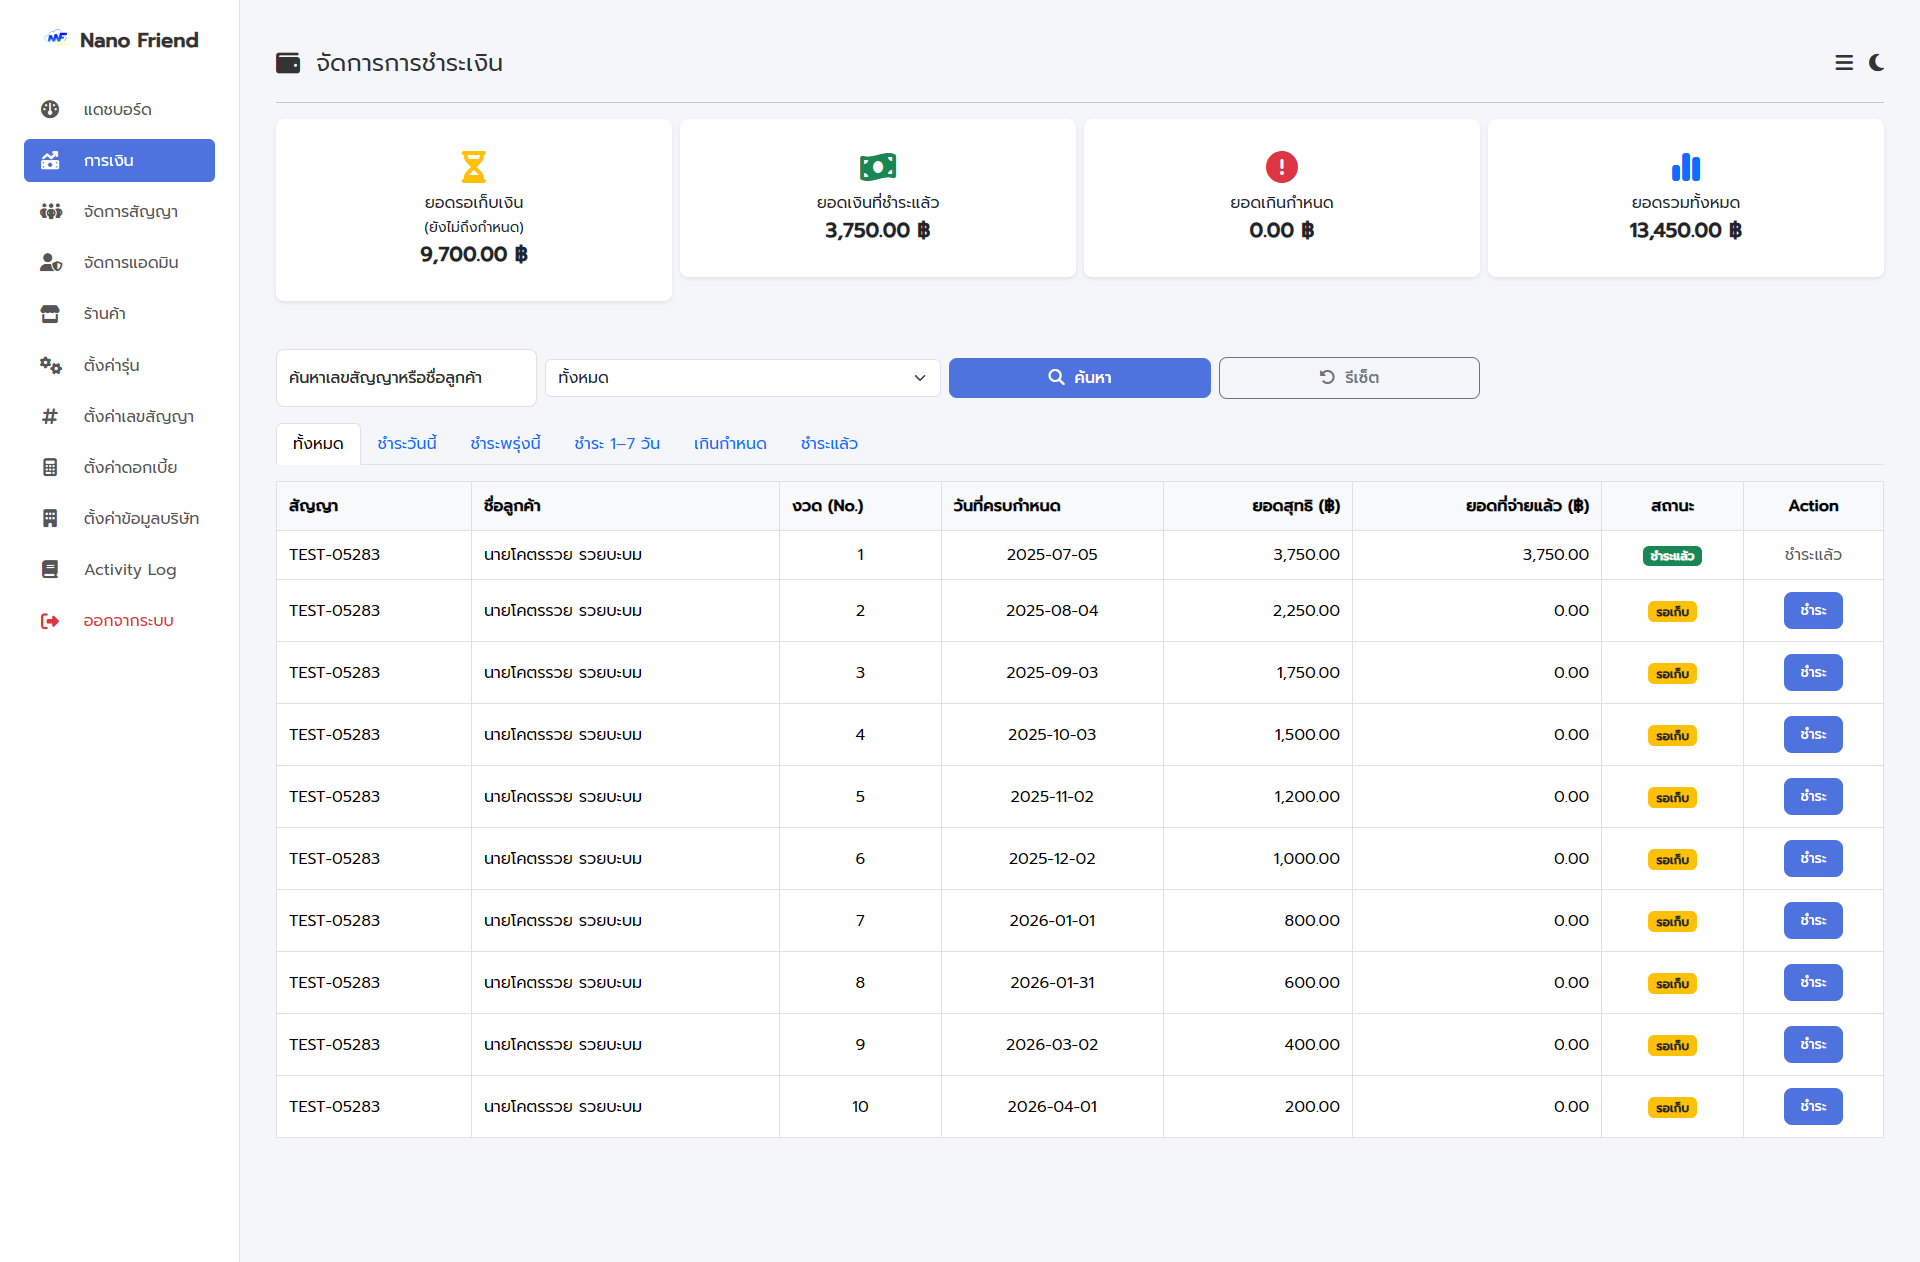 Nano Friend
แดชบอร์ด
การเงิน
จัดการสัญญา
จัดการแอดมิน
ร้านค้า
ตั้งค่ารุ่น
ตั้งค่าเลขสัญญา
ตั้งค่าดอกเบี้ย
ตั้งค่าข้อมูลบริษัท
Activity Log
ออกจากระบบ
จัดการการชำระเงิน
ยอดรอเก็บเงิน
(ยังไม่ถึงกำหนด)
9,700.00 ฿
ยอดเงินที่ชำระแล้ว
3,750.00 ฿
ยอดเกินกำหนด
0.00 ฿
ยอดรวมทั้งหมด
13,450.00 ฿
ค้นหาเลขสัญญาหรือชื่อลูกค้า ทั้งหมด ค้นหา รีเซ็ต
ทั้งหมด ชำระวันนี้ ชำระพรุ่งนี้ ชำระ 1–7 วัน เกินกำหนด ชำระแล้ว
สัญญา ชื่อลูกค้า งวด (No.) วันที่ครบกำหนด ยอดสุทธิ (฿) ยอดที่จ่ายแล้ว (฿) สถานะ Action
TEST-05283 นายโคตรรวย รวยบะบม 1 2025-07-05 3,750.00 3,750.00 ชำระแล้ว ชำระแล้ว
TEST-05283 นายโคตรรวย รวยบะบม 2 2025-08-04 2,250.00 0.00 รอเก็บ ชำระ
TEST-05283 นายโคตรรวย รวยบะบม 3 2025-09-03 1,750.00 0.00 รอเก็บ ชำระ
TEST-05283 นายโคตรรวย รวยบะบม 4 2025-10-03 1,500.00 0.00 รอเก็บ ชำระ
TEST-05283 นายโคตรรวย รวยบะบม 5 2025-11-02 1,200.00 0.00 รอเก็บ ชำระ
TEST-05283 นายโคตรรวย รวยบะบม 6 2025-12-02 1,000.00 0.00 รอเก็บ ชำระ
TEST-05283 นายโคตรรวย รวยบะบม 7 2026-01-01 800.00 0.00 รอเก็บ ชำระ
TEST-05283 นายโคตรรวย รวยบะบม 8 2026-01-31 600.00 0.00 รอเก็บ ชำระ
TEST-05283 นายโคตรรวย รวยบะบม 9 2026-03-02 400.00 0.00 รอเก็บ ชำระ
TEST-05283 นายโคตรรวย รวยบะบม 10 2026-04-01 200.00 0.00 รอเก็บ ชำระ